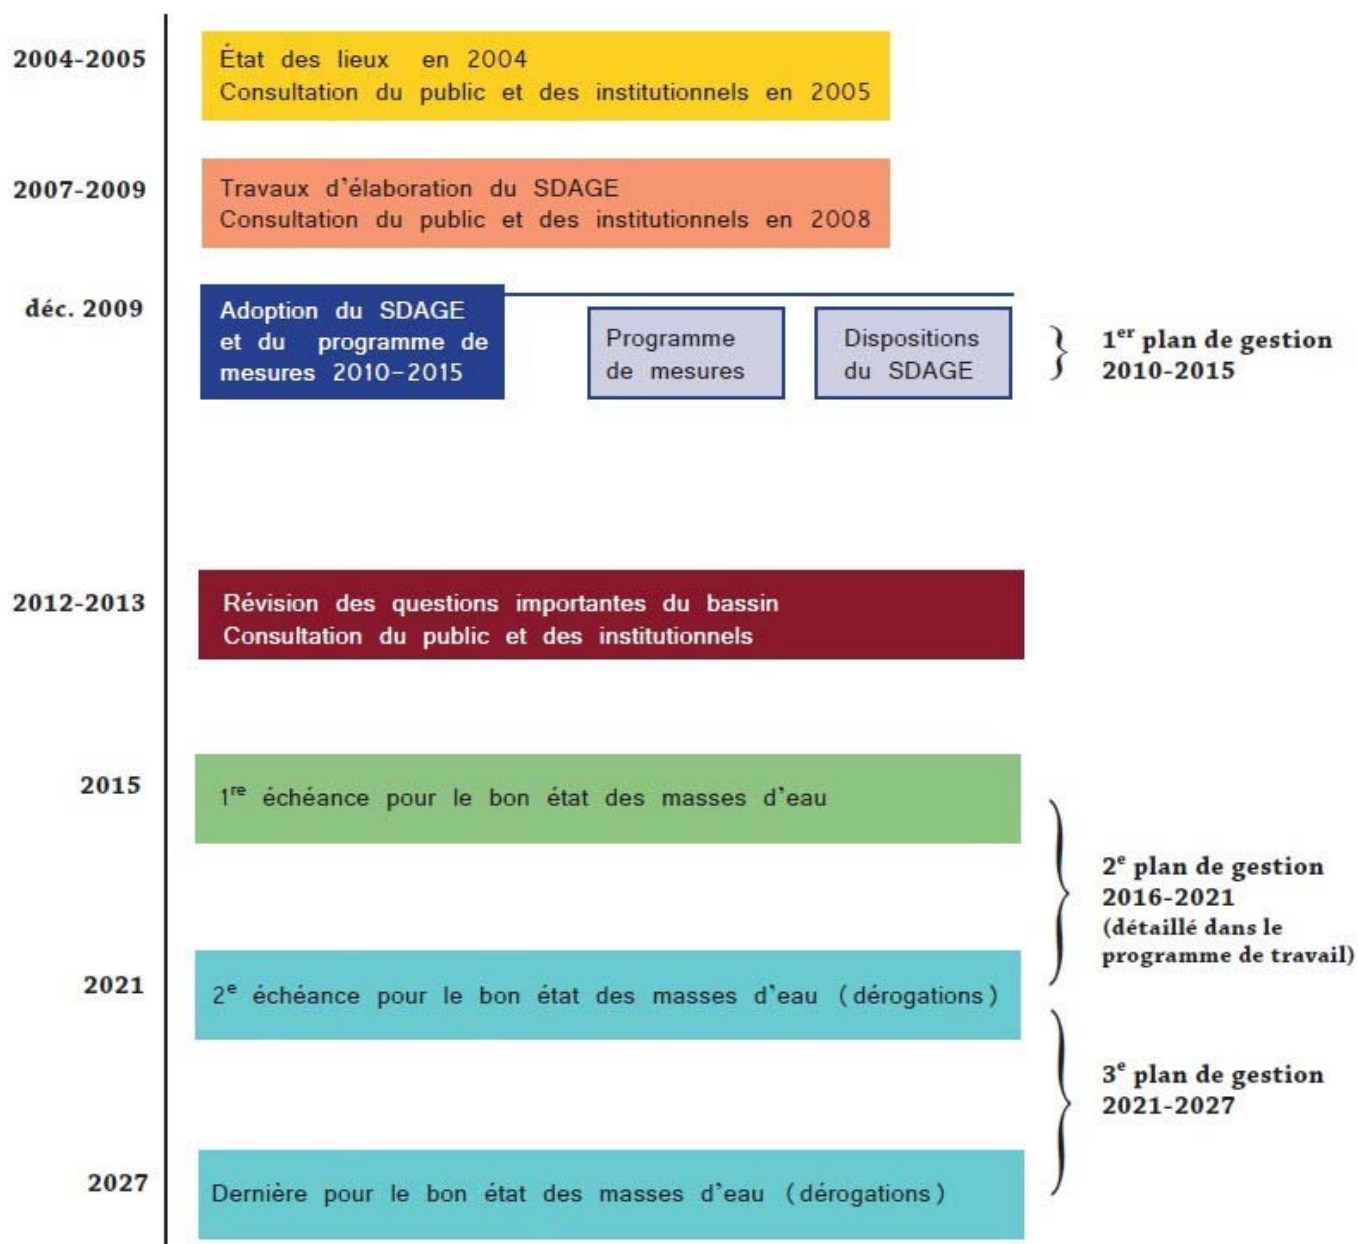 2004-2005
État des lieux en 2004
Consultation du public et des institutionnels en 2005
2007-2009
Travaux d'élaboration du SDAGE
Consultation du public et des institutionnels en 2008
déc. 2009
Adoption du SDAGE
et du programme de
mesures 2010-2015
Programme
de mesures
Dispositions
du SDAGE
1er plan de gestion
2010-2015
2012-2013
Révision des questions importantes du bassin
Consultation du public et des institutionnels
2015
1re échéance pour le bon état des masses d'eau
2e plan de gestion
2016-2021
(détaillé dans le
programme de travail)
2021
2e échéance pour le bon état des masses d'eau (dérogations)
3e plan de gestion
2021-2027
2027
Dernière pour le bon état des masses d'eau (dérogations)